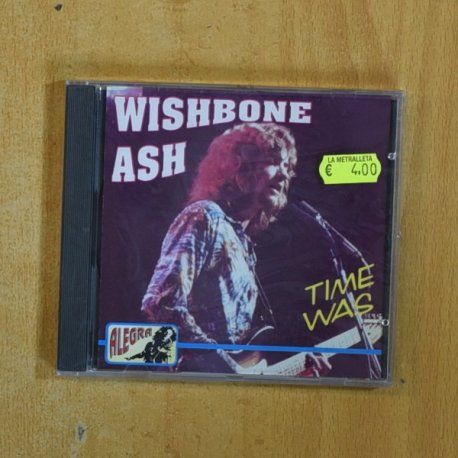 WISHBONE
ASH
LA METRALLETA
€ 4.00
TIME
WAS
ALEGRA